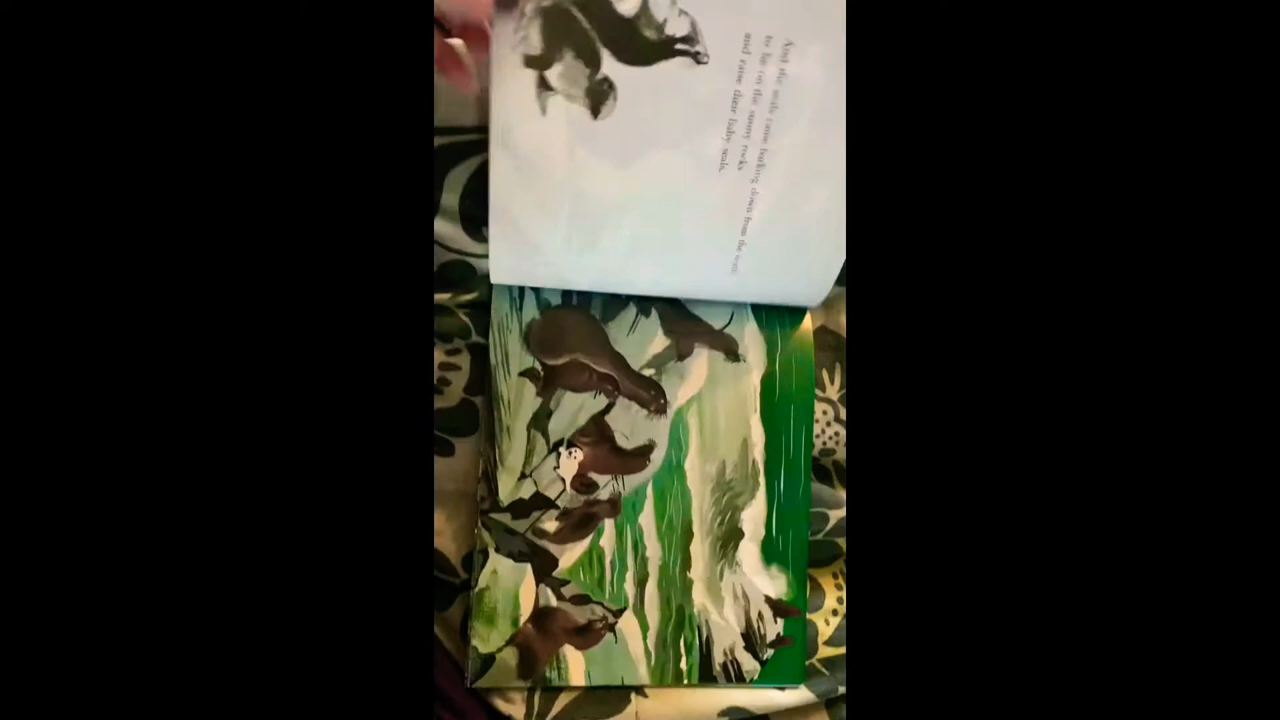 And the seals came barking down from the north
to lie on the sunny rocks
and raise their baby seals.